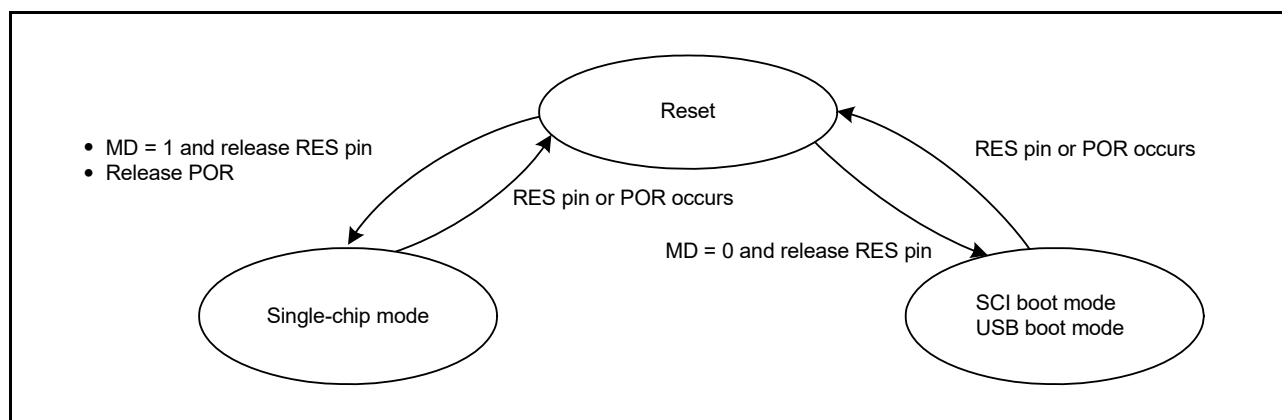 Reset
• MD = 1 and release RES pin
• Release POR
RES pin or POR occurs
RES pin or POR occurs
MD = 0 and release RES pin
Single-chip mode
SCI boot mode
USB boot mode